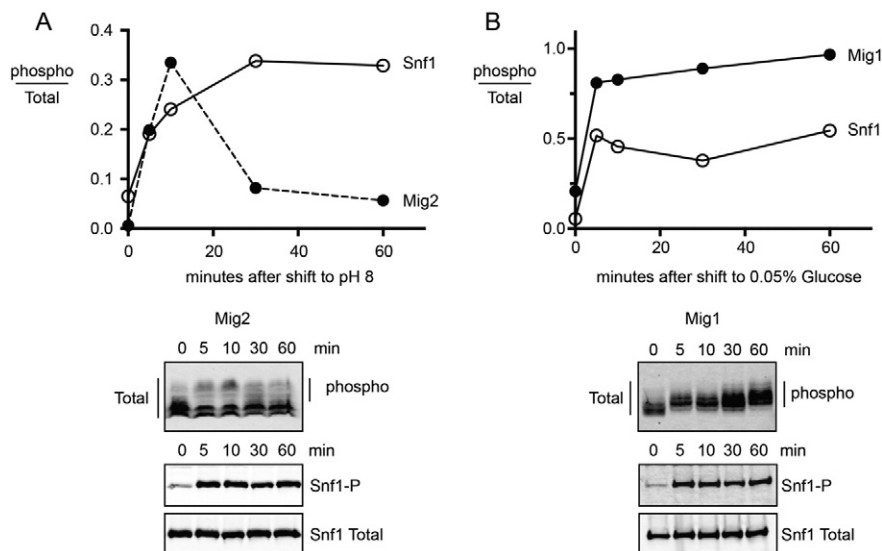 A
phospho
Total
0.4
0.3
0.2
0.1
0.0
0 20 40 60
minutes after shift to pH 8
Snf1
Mig2
Mig2
0 5 10 30 60 min
Total
phospho
0 5 10 30 60 min
Snf1-P
Snf1 Total
B
phospho
Total
1.0
0.5
0.0
0 20 40 60
minutes after shift to 0.05% Glucose
Mig1
Snf1
Mig1
0 5 10 30 60 min
Total
phospho
0 5 10 30 60 min
Snf1-P
Snf1 Total